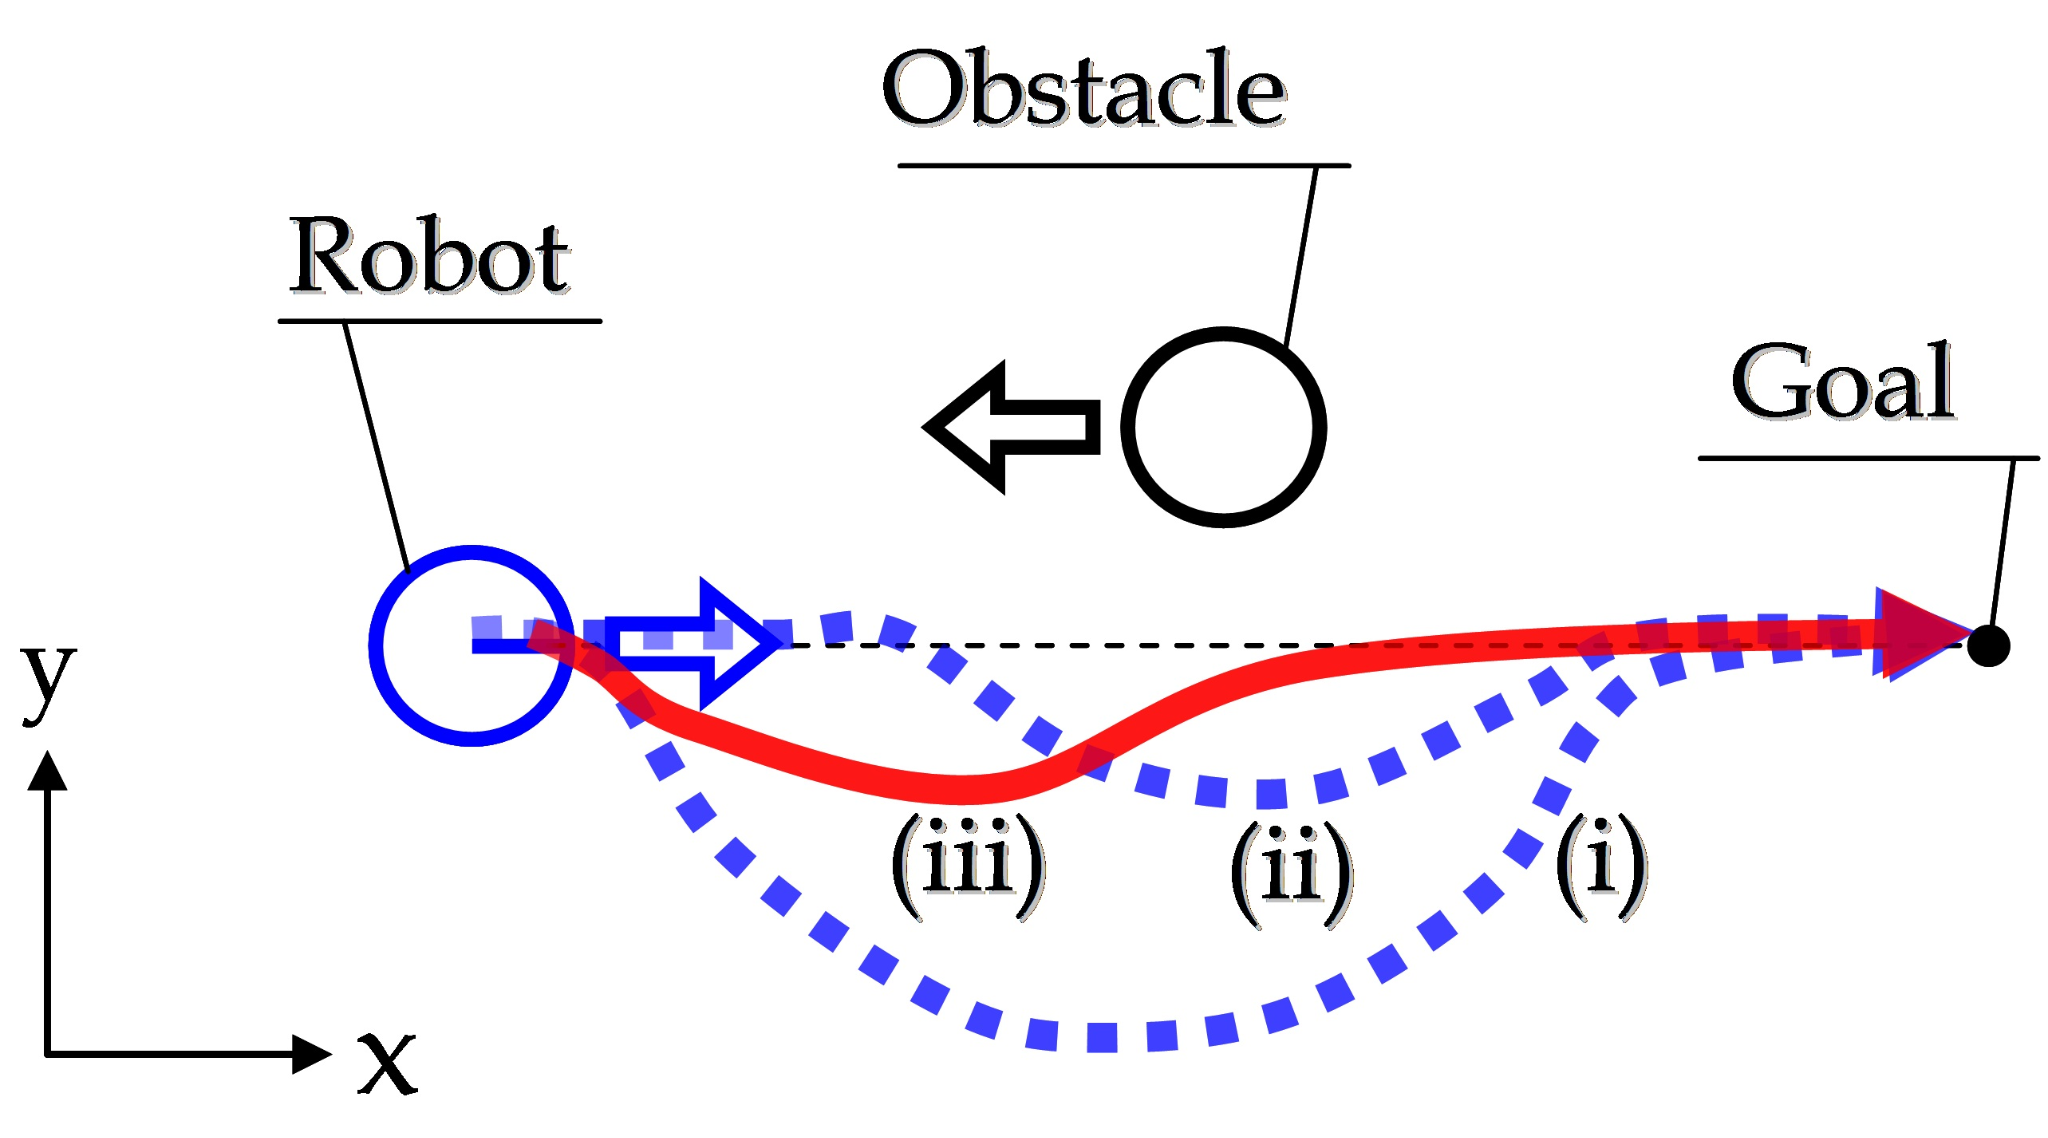 Obstacle
Robot
Goal
y
(iii)
(ii)
(i)
x